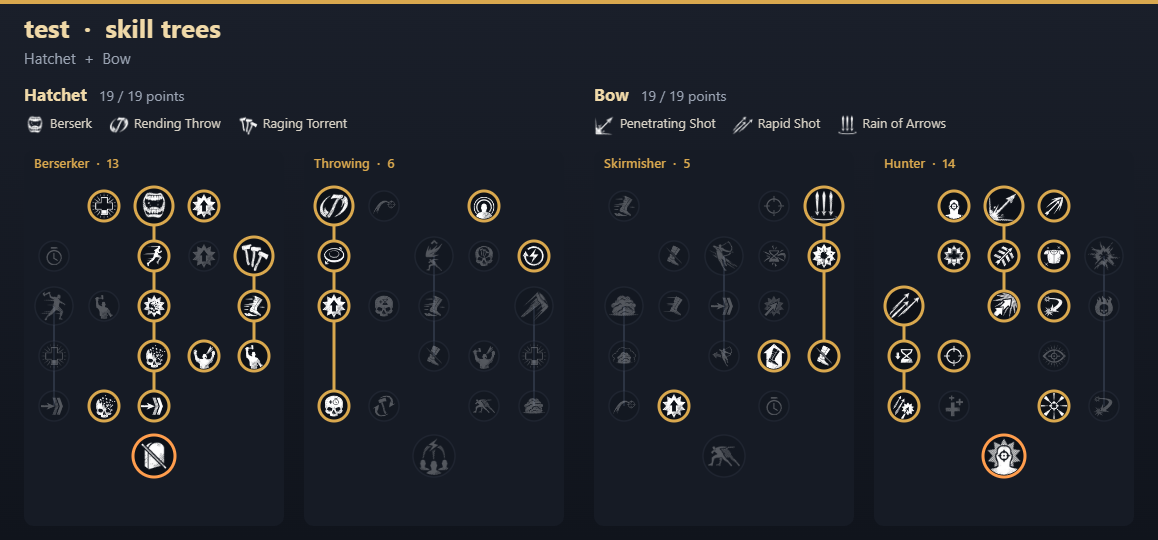 test · skill trees
Hatchet + Bow
Hatchet 19 / 19 points
Berserk Rending Throw Raging Torrent
Berserker · 13
Throwing · 6
Bow 19 / 19 points
Penetrating Shot Rapid Shot Rain of Arrows
Skirmisher · 5
Hunter · 14